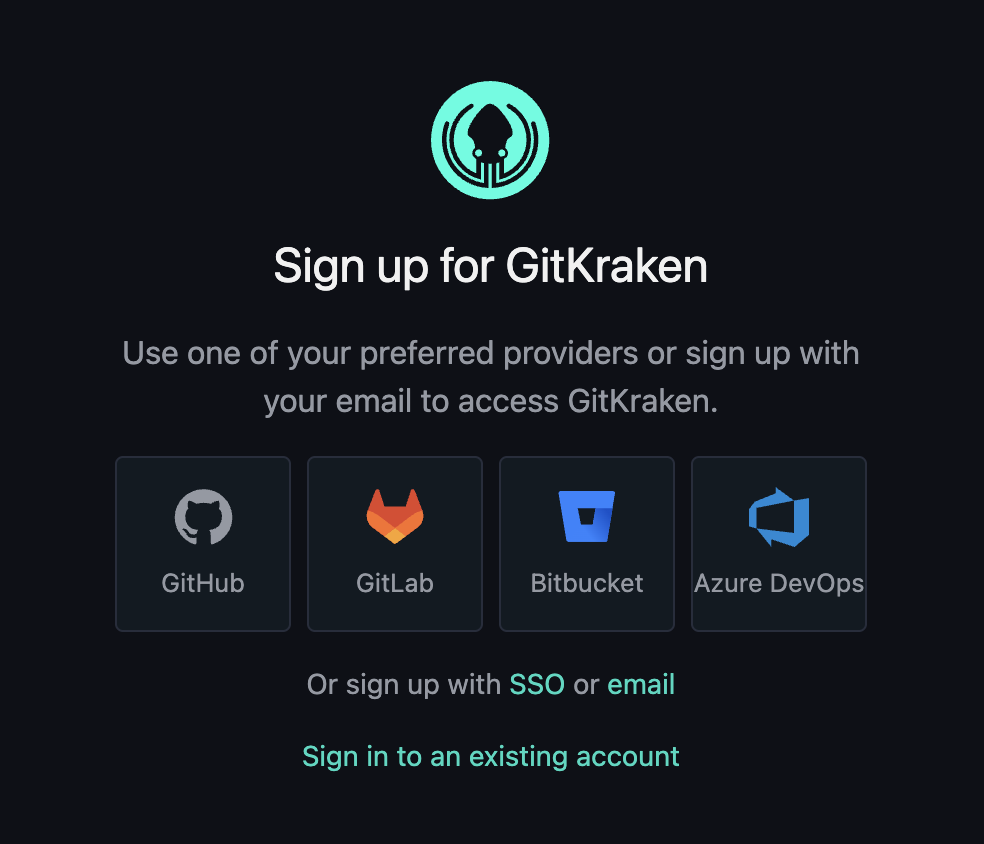 Sign up for GitKraken
Use one of your preferred providers or sign up with
your email to access GitKraken.
GitHub
GitLab
Bitbucket
Azure DevOps
Or sign up with SSO or email
Sign in to an existing account